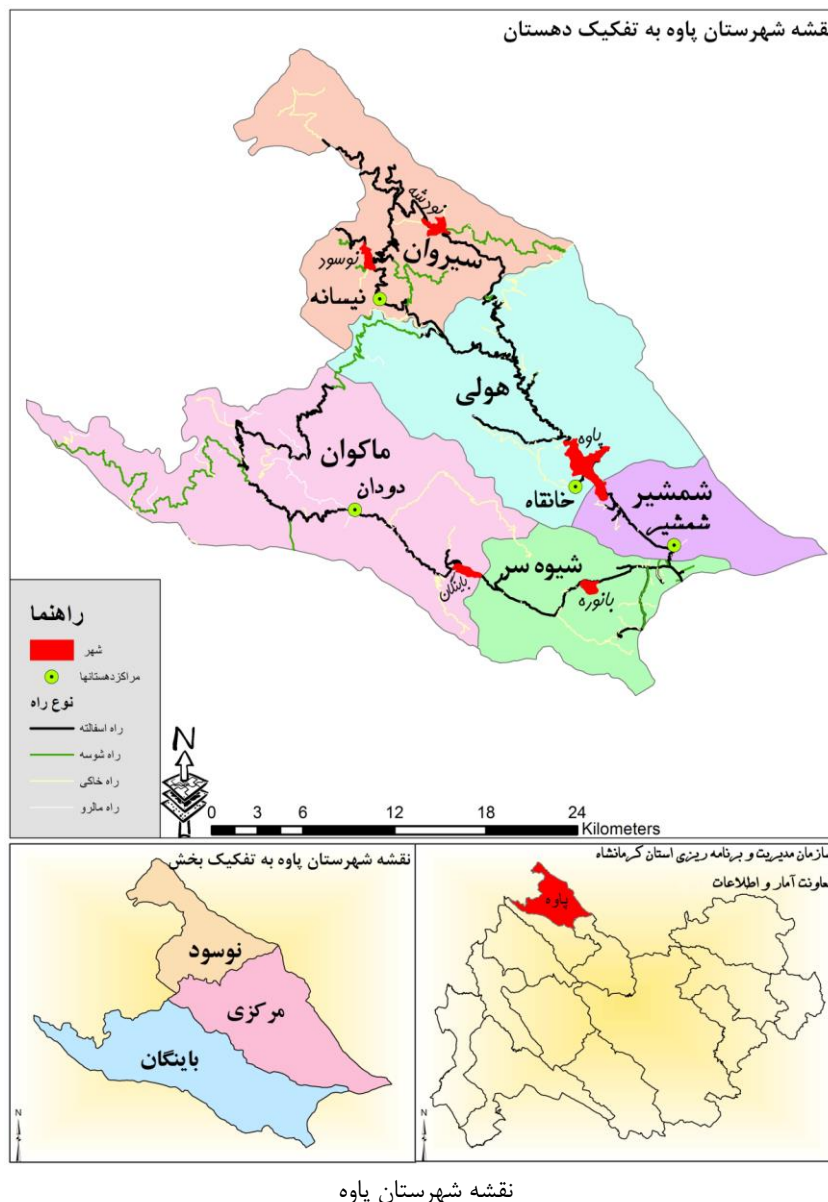 نقشه شهرستان پاوه به تفکیک دهستان
نودشه
سیروان
نوسود
نیسانه
هولی
پاوه
ماکوان
خانقاه
شمشیر
دودان
شمشیر
شیوه سر
باینگان
بانوره
راهنما
شهر
مراکزدهستانها
نوع راه
راه اسفالته
راه شوسه
راه خاکی
راه مالرو
N
0 3 6 12 18 24
Kilometers
نقشه شهرستان پاوه به تفکیک بخش
نوسود
مرکزی
باینگان
N
سازمان مدیریت و برنامه ریزی استان کرمانشاه
معاونت آمار و اطلاعات
پاوه
N
نقشه شهرستان پاوه